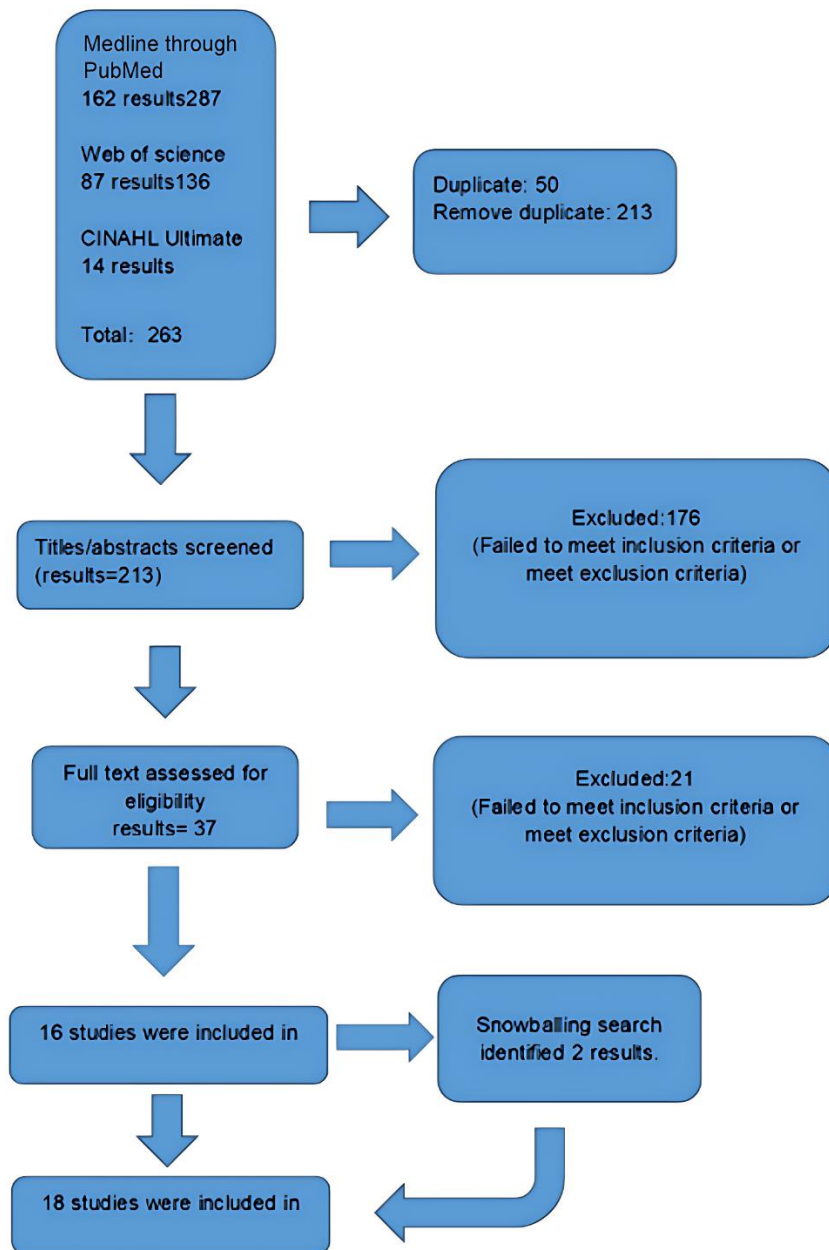 Medline through
PubMed
162 results287
Web of science
87 results136
CINAHL Ultimate
14 results
Total: 263
Duplicate: 50
Remove duplicate: 213
Titles/abstracts screened
(results=213)
Excluded:176
(Failed to meet inclusion criteria or
meet exclusion criteria)
Full text assessed for
eligibility
results= 37
Excluded:21
(Failed to meet inclusion criteria or
meet exclusion criteria)
16 studies were included in
Snowballing search
identified 2 results.
18 studies were included in